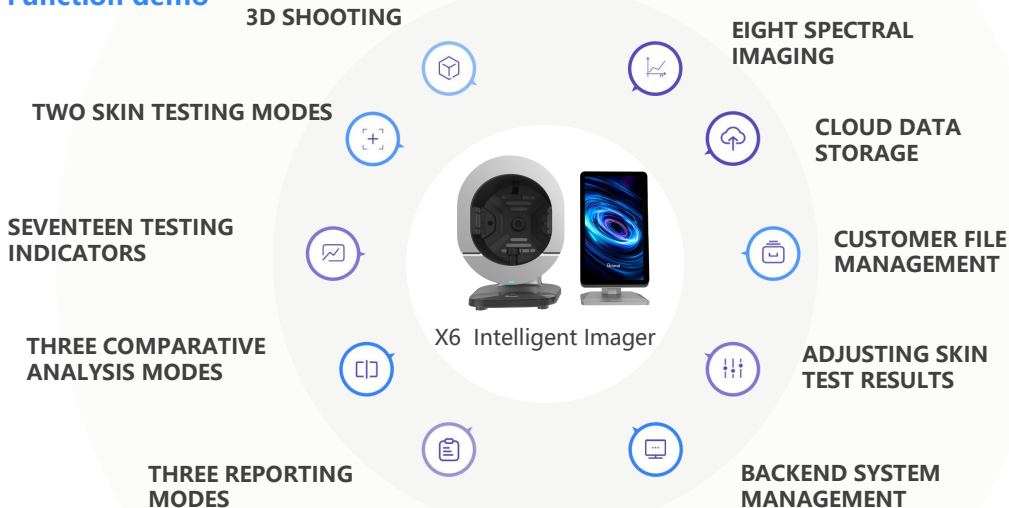 Function demo
3D SHOOTING
EIGHT SPECTRAL
IMAGING
TWO SKIN TESTING MODES
CLOUD DATA
STORAGE
SEVENTEEN TESTING
INDICATORS
CUSTOMER FILE
MANAGEMENT
X6 Intelligent Imager
THREE COMPARATIVE
ANALYSIS MODES
ADJUSTING SKIN
TEST RESULTS
THREE REPORTING
MODES
BACKEND SYSTEM
MANAGEMENT